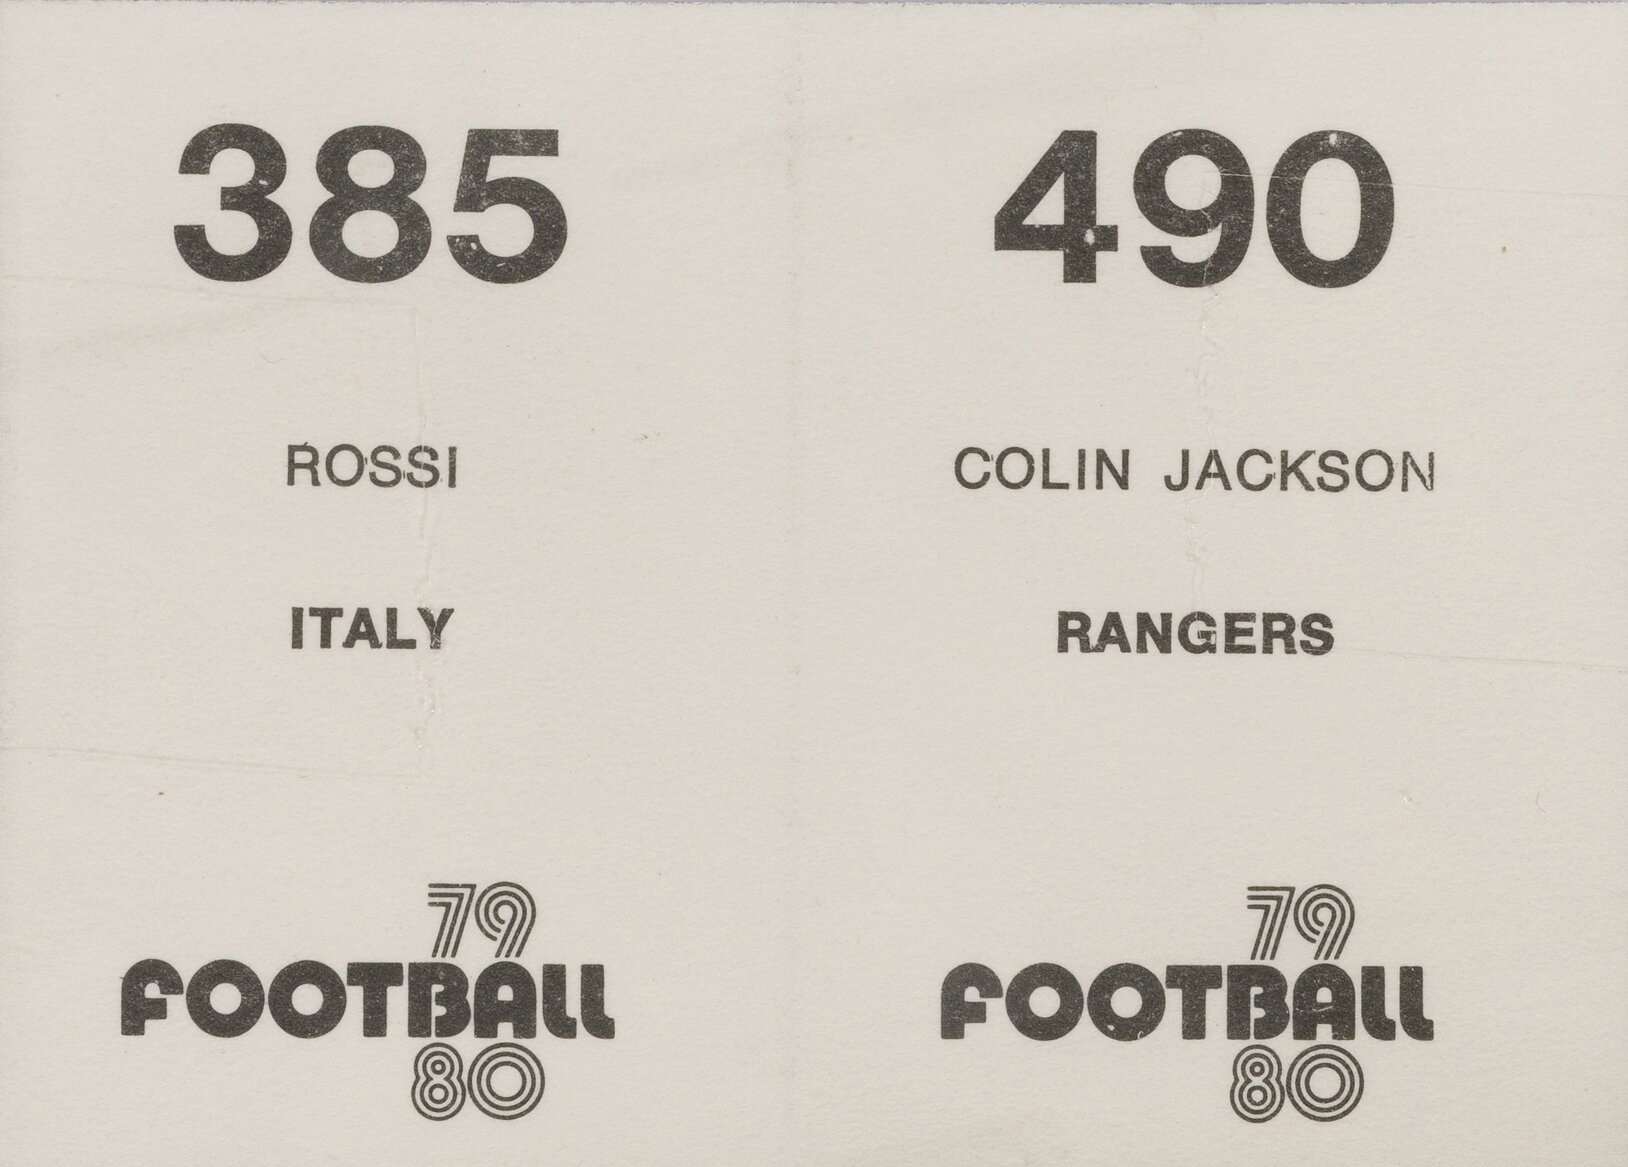 385
ROSSI
ITALY
79
FOOTBALL
80
490
COLIN JACKSON
RANGERS
79
FOOTBALL
80